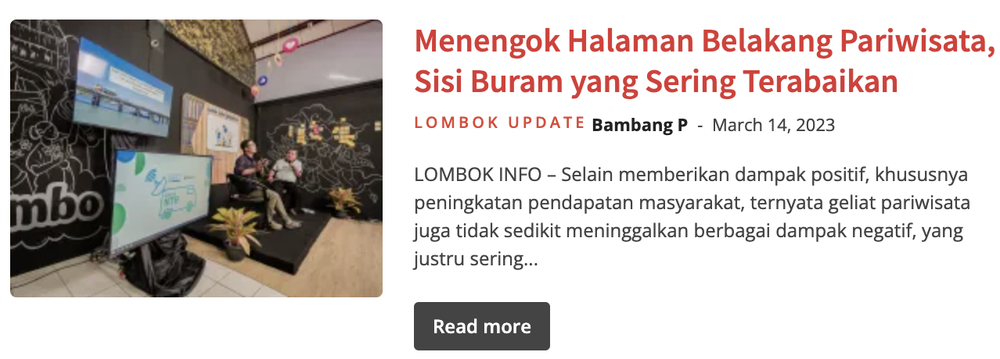 Menengok Halaman Belakang Pariwisata,
Sisi Buram yang Sering Terabaikan
LOMBOK UPDATE Bambang P - March 14, 2023
LOMBOK INFO – Selain memberikan dampak positif, khususnya
peningkatan pendapatan masyarakat, ternyata geliat pariwisata
juga tidak sedikit meninggalkan berbagai dampak negatif, yang
justru sering...
Read more
mbo
NTB